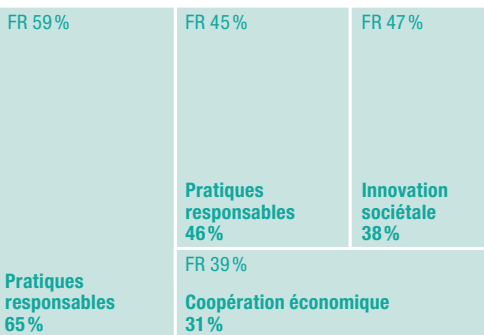 FR 59 %
Pratiques
responsables
65 %
FR 45 %
Pratiques
responsables
46 %
FR 47 %
Innovation
sociétale
38 %
FR 39 %
Coopération économique
31 %